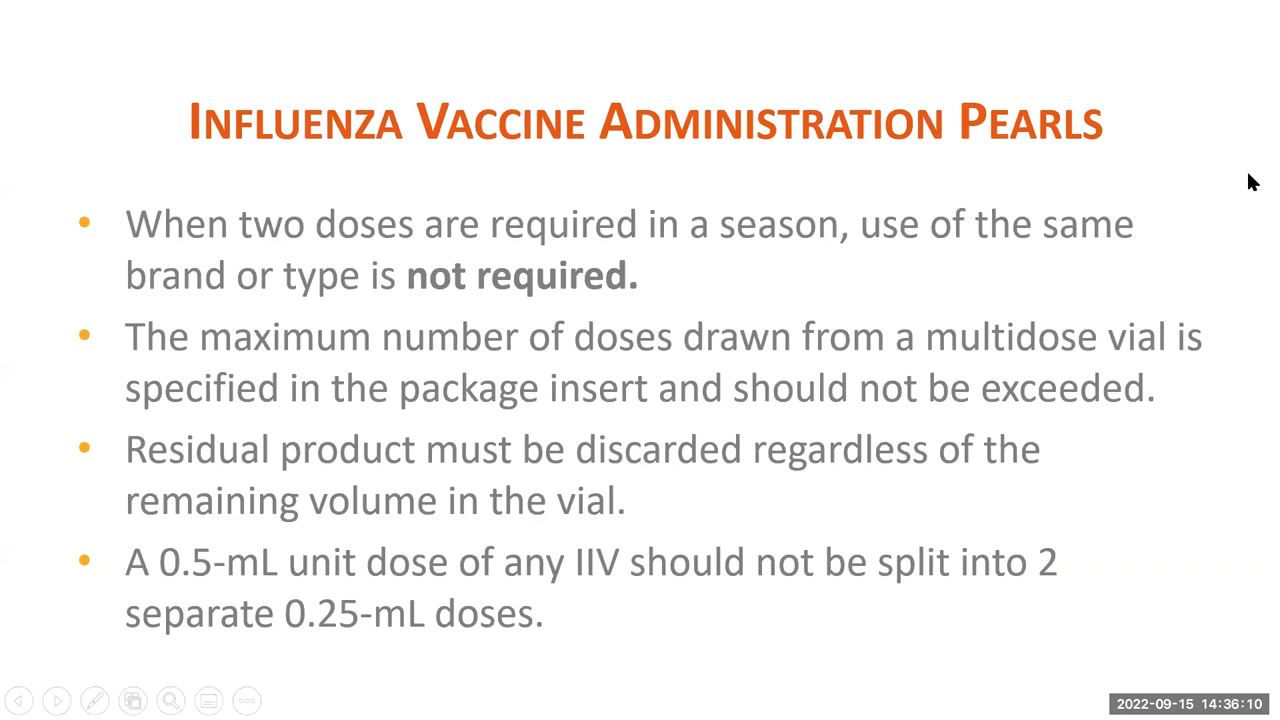 INFLUENZA VACCINE ADMINISTRATION PEARLS
• When two doses are required in a season, use of the same
brand or type is not required.
• The maximum number of doses drawn from a multidose vial is
specified in the package insert and should not be exceeded.
• Residual product must be discarded regardless of the
remaining volume in the vial.
• A 0.5-mL unit dose of any IIV should not be split into 2
separate 0.25-mL doses.
2022-09-15 14:36:10